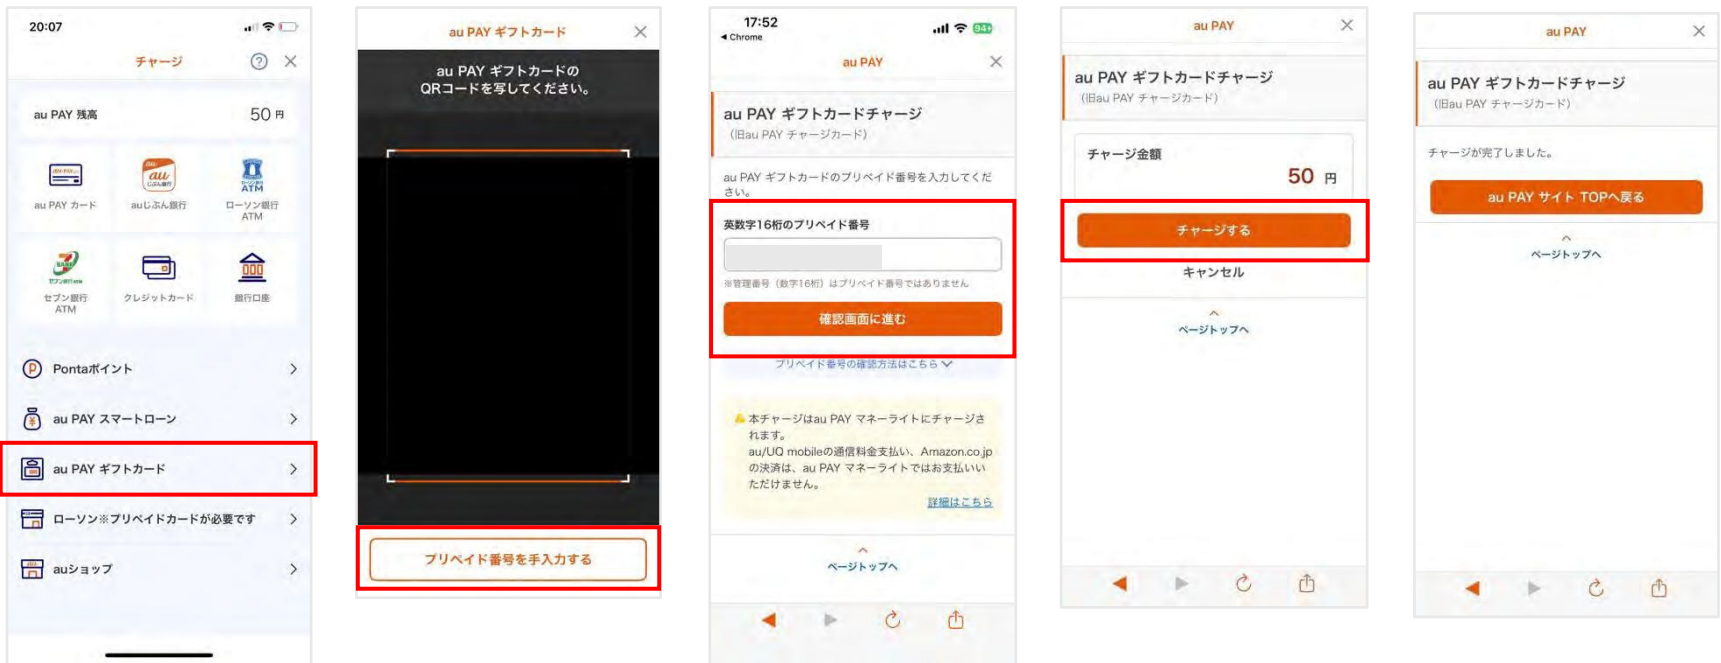 20:07
チャージ
au PAY 残高
50 円
au PAY カード
auじぶん銀行
ローソン銀行
ATM
セブン銀行
ATM
クレジットカード
銀行口座
Pontaポイント
au PAY スマートローン
au PAY ギフトカード
ローソン※プリペイドカードが必要です
auショップ
au PAY ギフトカード
au PAY ギフトカードの
QRコードを写してください。
プリペイド番号を手入力する
17:52
◀ Chrome
94+
au PAY
au PAY ギフトカードチャージ
（旧au PAY チャージカード）
au PAY ギフトカードのプリペイド番号を入力してくだ
さい。
英数字16桁のプリペイド番号
※管理番号（数字16桁）はプリペイド番号ではありません
確認画面に進む
プリペイド番号の確認方法はこちら
本チャージはau PAY マネーライトにチャージさ
れます。
au/UQ mobileの通信料金支払い、Amazon.co.jp
の決済は、au PAY マネーライトではお支払いい
ただけません。
詳細はこちら
ページトップへ
au PAY
au PAY ギフトカードチャージ
（旧au PAY チャージカード）
チャージ金額
50 円
チャージする
キャンセル
ページトップへ
au PAY
au PAY ギフトカードチャージ
（旧au PAY チャージカード）
チャージが完了しました。
au PAY サイト TOPへ戻る
ページトップへ